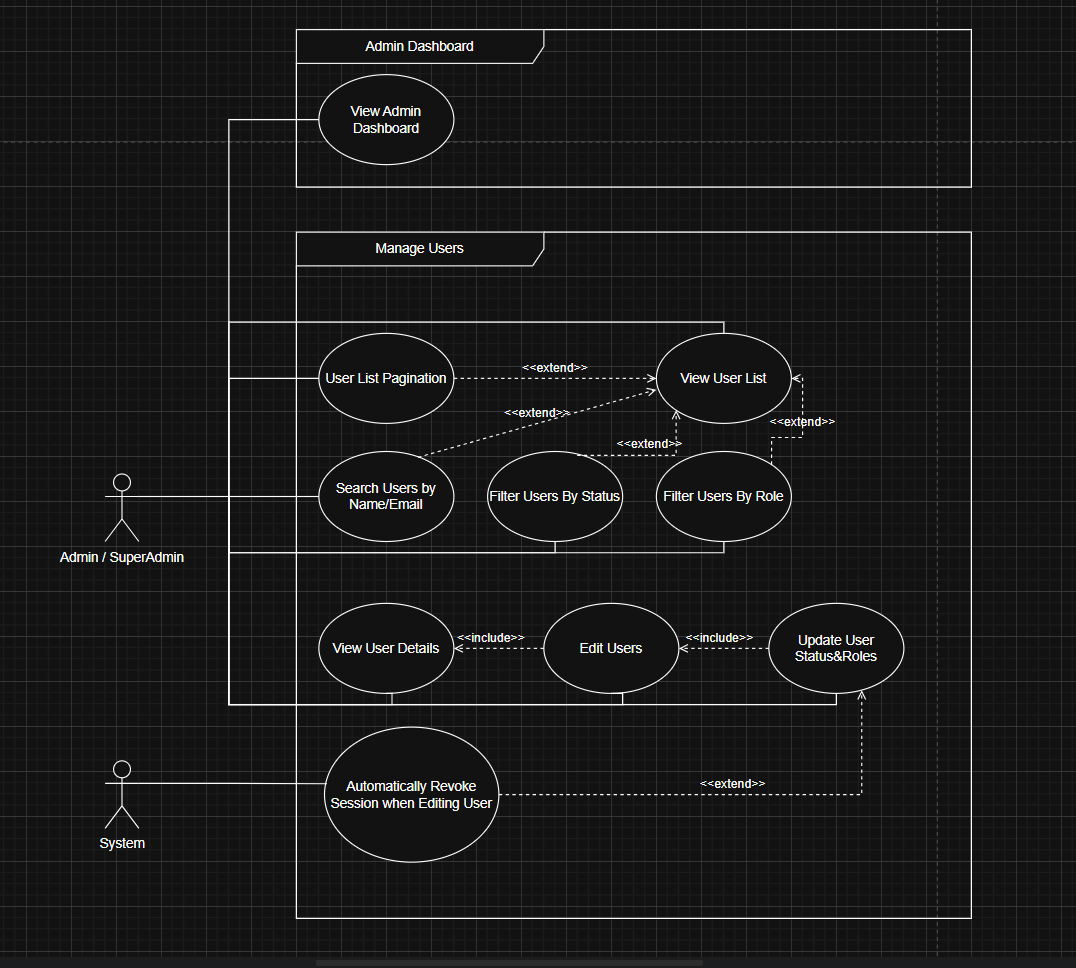 Admin Dashboard
View Admin
Dashboard
Manage Users
User List Pagination
<<extend>>
View User List
<<extend>>
<<extend>>
<<extend>>
Search Users by
Name/Email
Filter Users By Status
Filter Users By Role
Admin / SuperAdmin
View User Details
<<include>>
Edit Users
<<include>>
Update User
Status&Roles
Automatically Revoke
Session when Editing User
<<extend>>
System